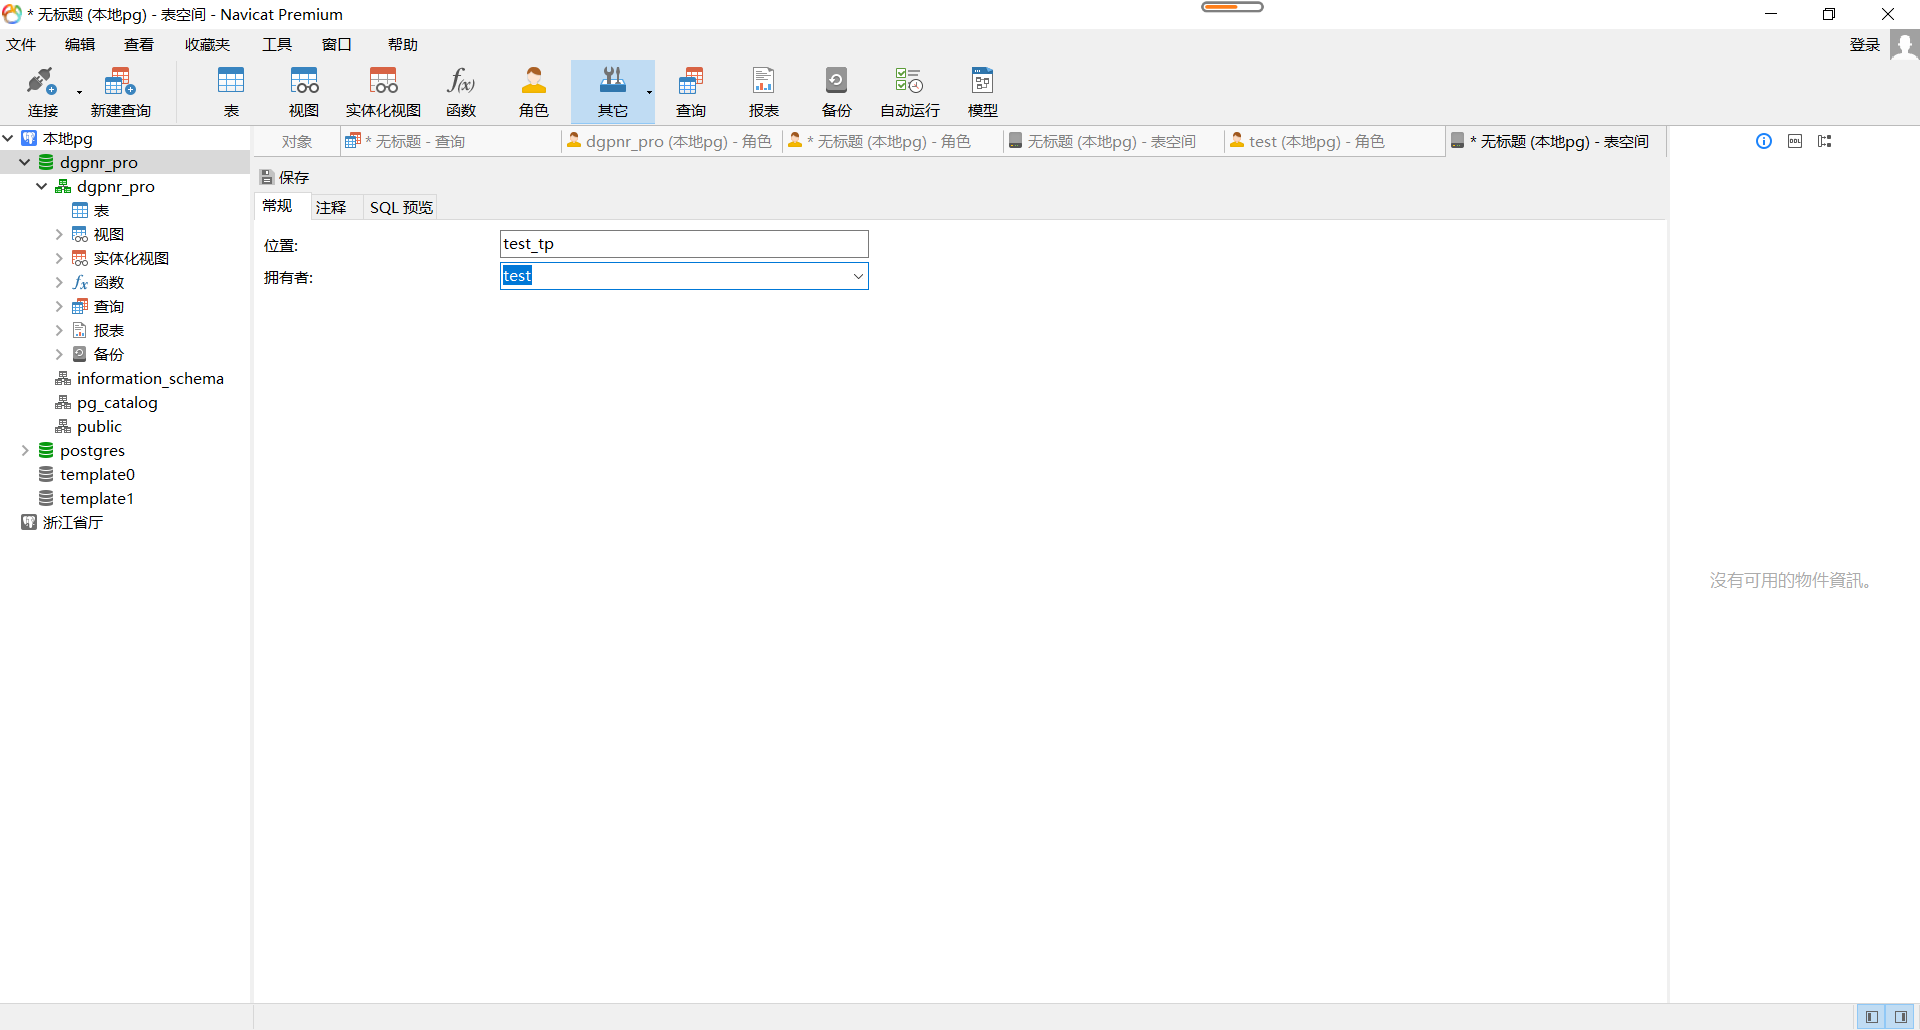 * 无标题 (本地pg) - 表空间 - Navicat Premium
文件 编辑 查看 收藏夹 工具 窗口 帮助 登录
连接 新建查询 表 视图 实体化视图 函数 角色 其它 查询 报表 备份 自动运行 模型
对象 * 无标题 - 查询 dgpnr_pro (本地pg) - 角色 * 无标题 (本地pg) - 角色 无标题 (本地pg) - 表空间 test (本地pg) - 角色 * 无标题 (本地pg) - 表空间
保存
常规 注释 SQL 预览
位置: test_tp
拥有者: test
本地pg
dgpnr_pro
dgpnr_pro
表
视图
实体化视图
函数
查询
报表
备份
information_schema
pg_catalog
public
postgres
template0
template1
浙江省厅
沒有可用的物件資訊。